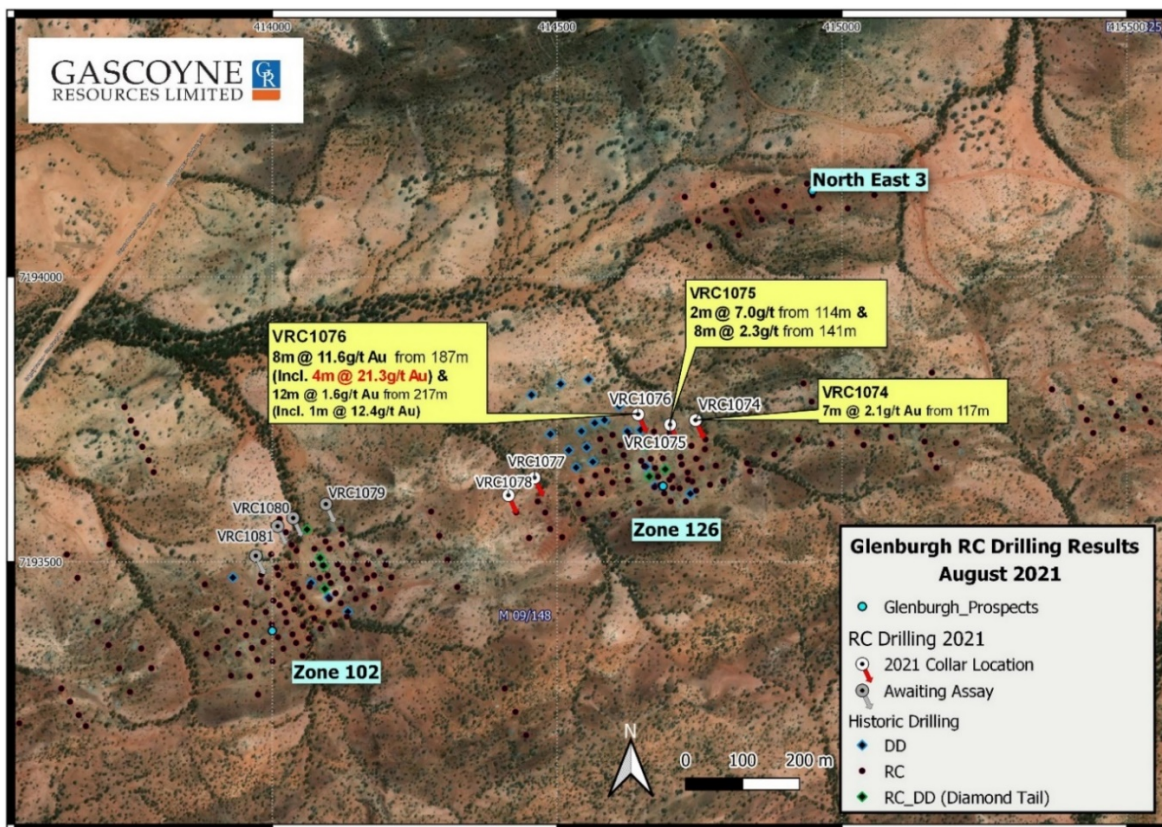 414000
414500
415000
415500
GASCOYNE
RESOURCES LIMITED
North East 3
7194000
VRC1075
2m @ 7.0g/t from 114m &
8m @ 2.3g/t from 141m
VRC1076
8m @ 11.6g/t Au from 187m
(Incl. 4m @ 21.3g/t Au) &
12m @ 1.6g/t Au from 217m
(Incl. 1m @ 12.4g/t Au)
VRC1074
7m @ 2.1g/t Au from 117m
VRC1076
VRC1074
VRC1075
VRC1077
VRC1078
VRC1079
VRC1080
VRC1081
Zone 126
7193500
M 09/148
Zone 102
Glenburgh RC Drilling Results
August 2021
Glenburgh_Prospects
RC Drilling 2021
2021 Collar Location
Awaiting Assay
Historic Drilling
DD
RC
RC_DD (Diamond Tail)
N
0 100 200 m